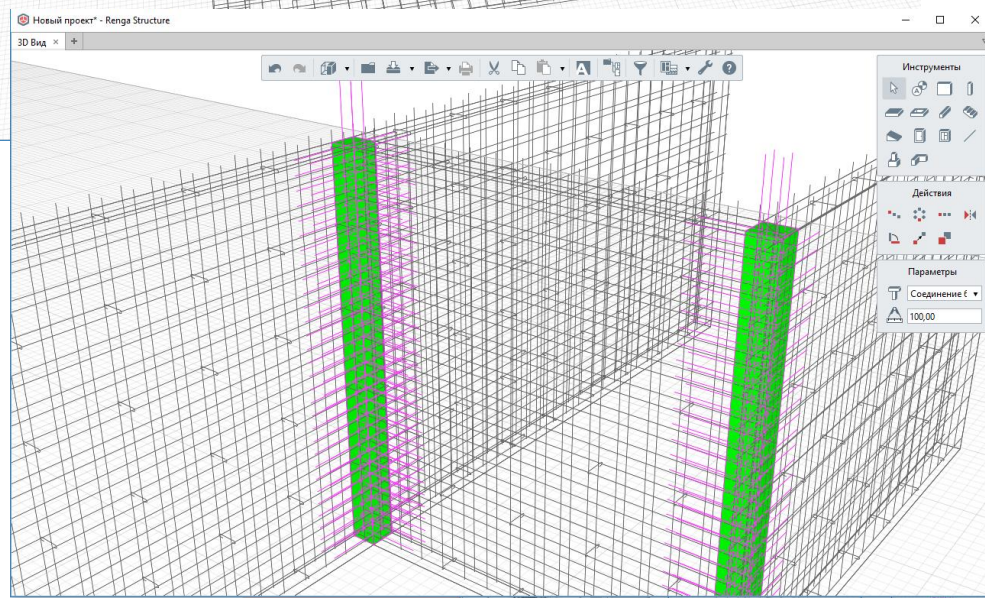 Новый проект* - Renga Structure
3D Вид
Инструменты
Действия
Параметры
Соединение б
100,00